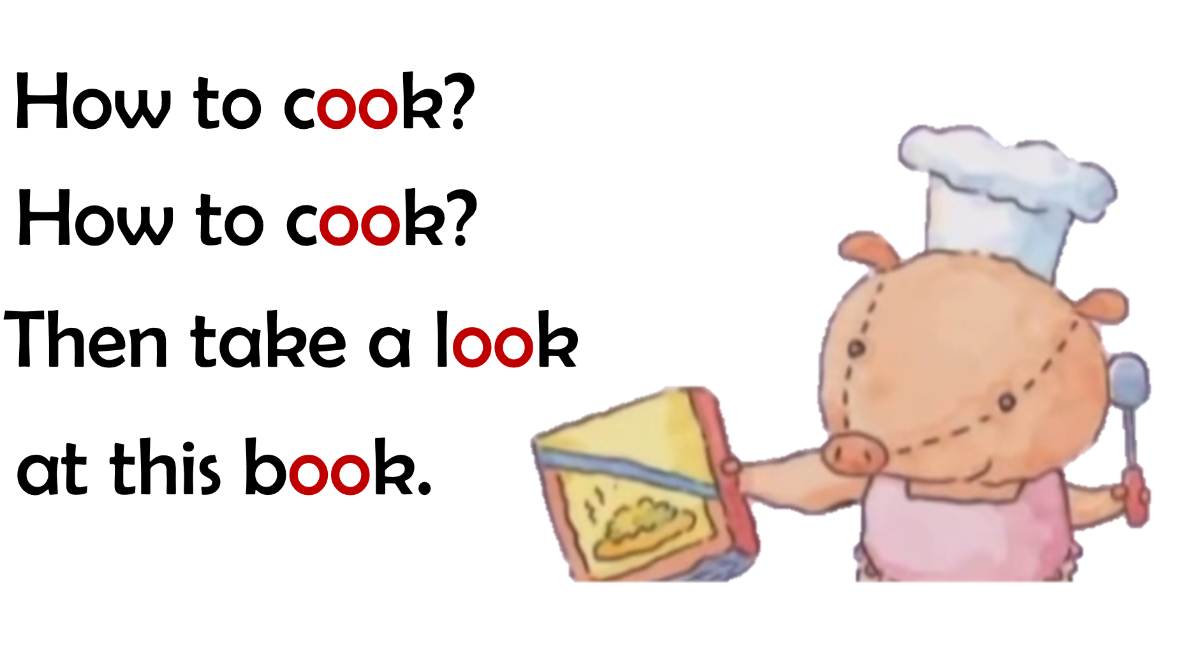 How to cook?
How to cook?
Then take a look
at this book.